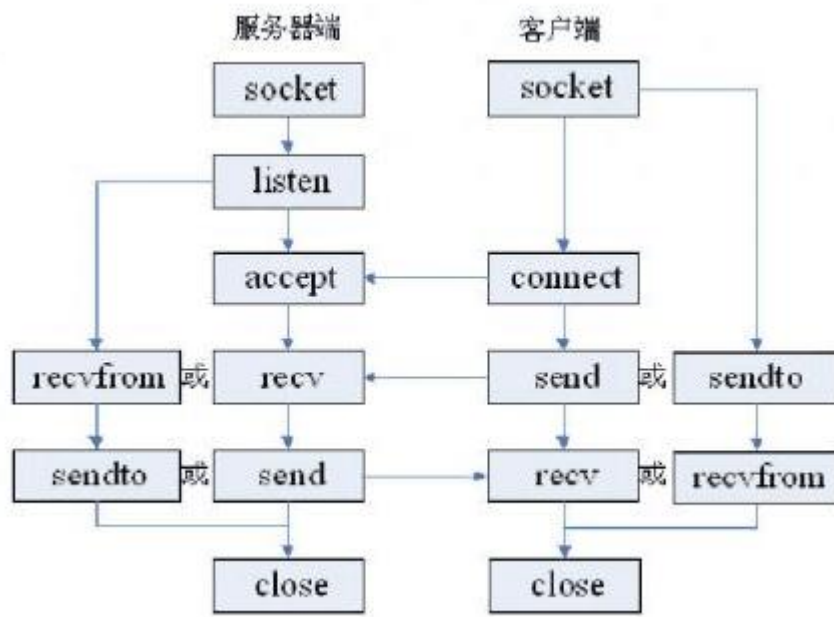 服务器端 客户端
socket socket
listen
accept connect
recvfrom 或 recv send 或 sendto
sendto 或 send recv 或 recvfrom
close close